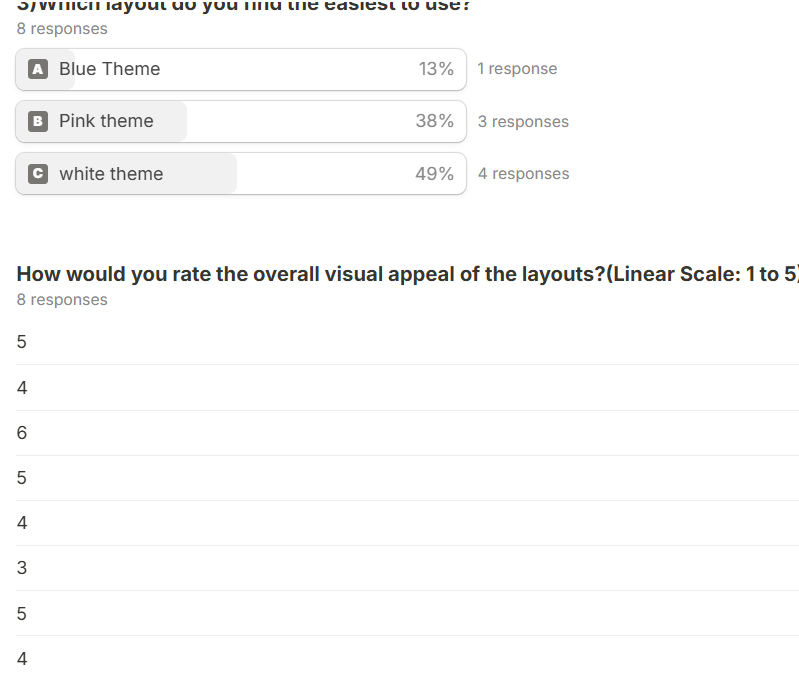 3)Which layout do you find the easiest to use?
8 responses
A Blue Theme 13% 1 response
B Pink theme 38% 3 responses
C white theme 49% 4 responses
How would you rate the overall visual appeal of the layouts?(Linear Scale: 1 to 5)
8 responses
5
4
6
5
4
3
5
4